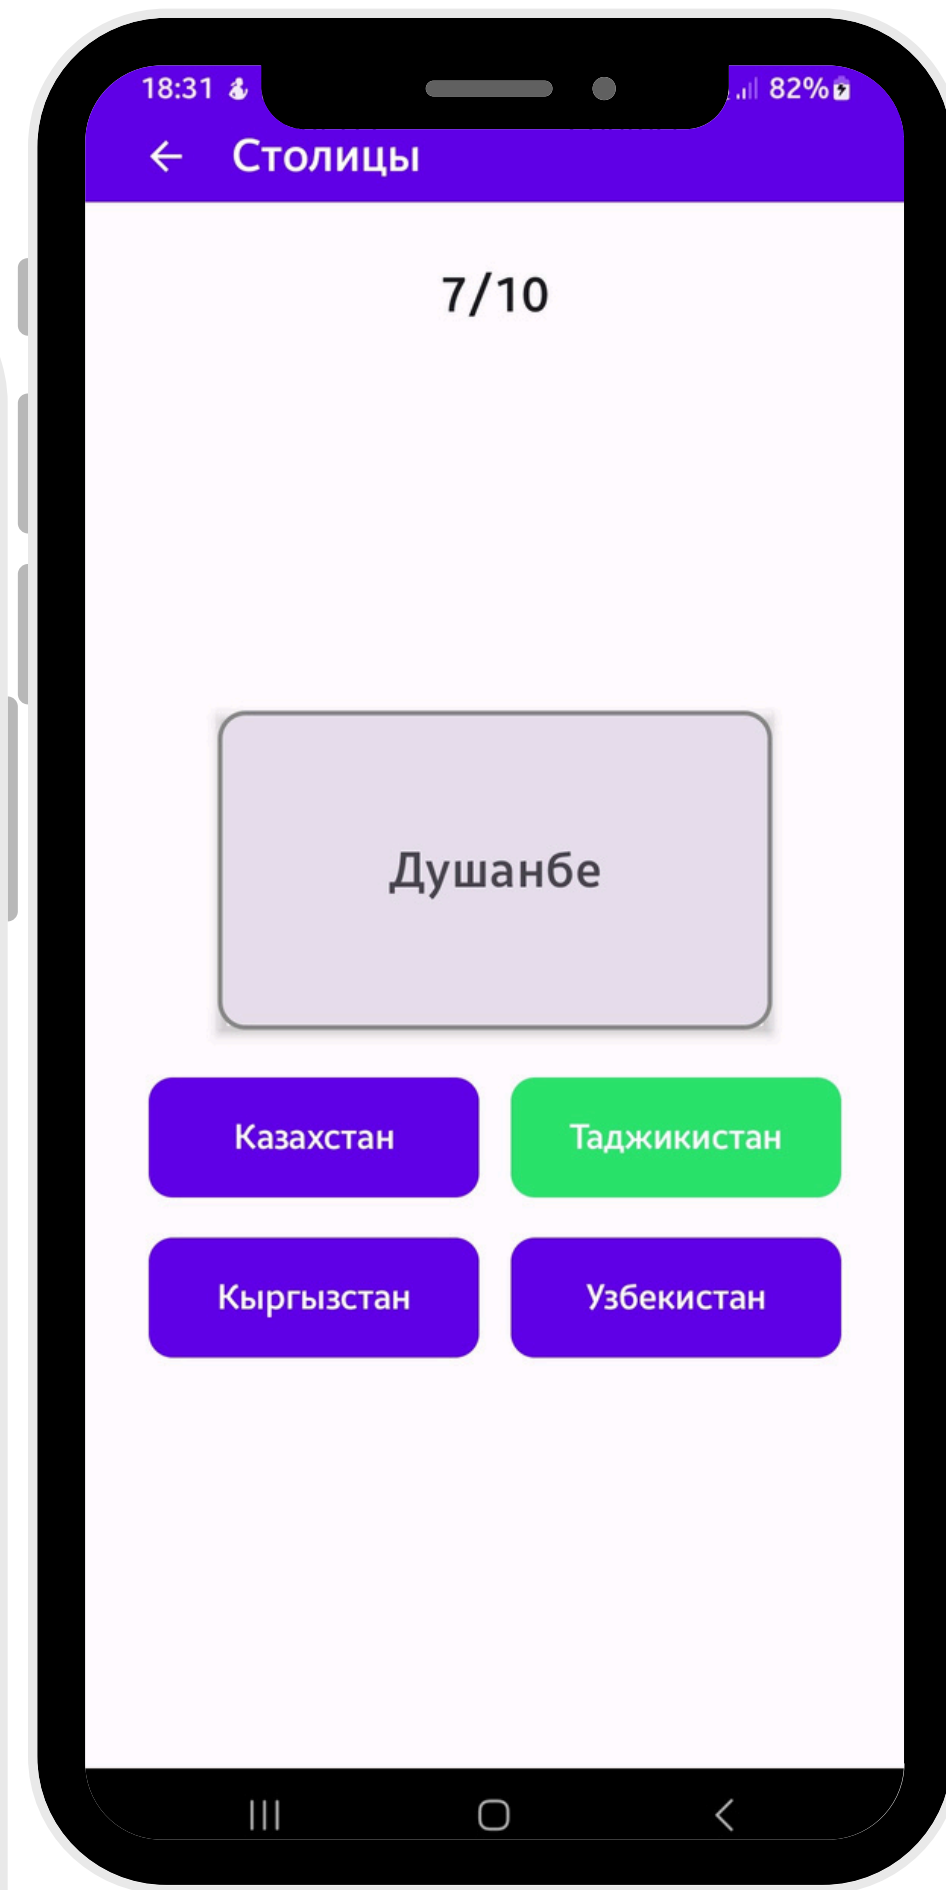 18:31 82%
Столицы
7/10
Душанбе
Казахстан Таджикистан
Кыргызстан Узбекистан